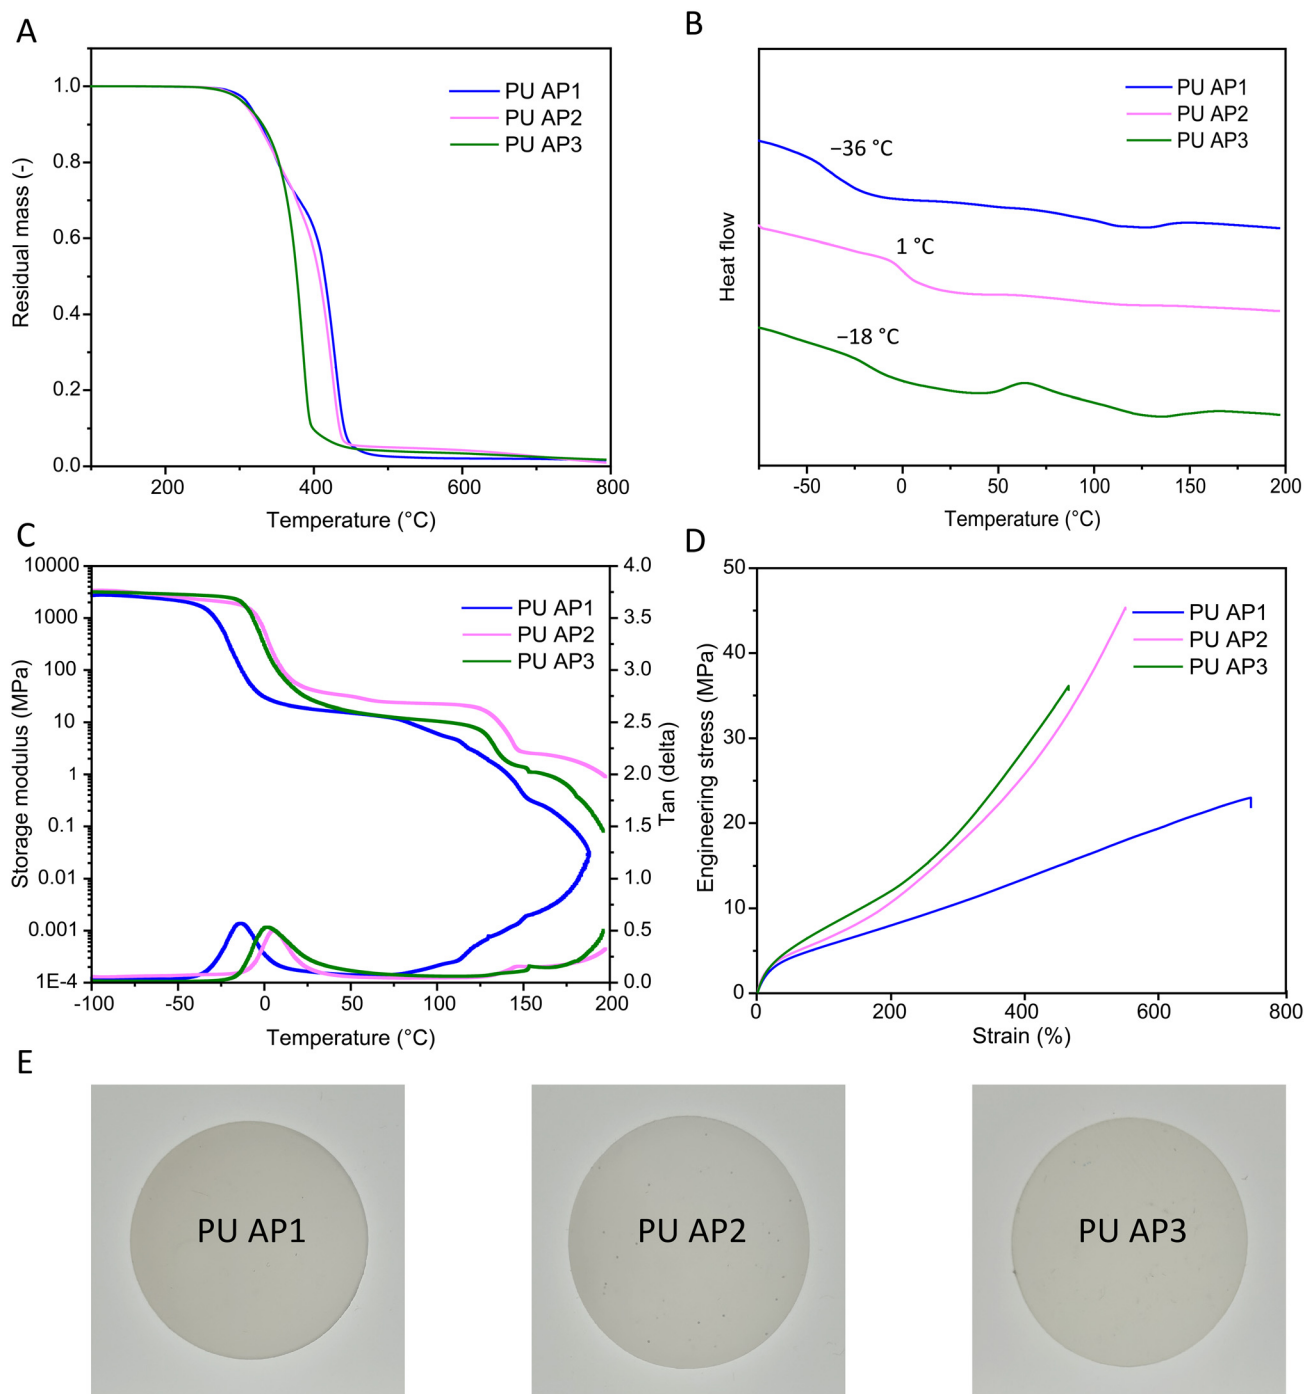 A
1.0
0.8
0.6
0.4
0.2
0.0
Residual mass (-)
PU AP1
PU AP2
PU AP3
200
400
600
800
Temperature (°C)
B
Heat flow
PU AP1
PU AP2
PU AP3
−36 °C
1 °C
−18 °C
-50
0
50
100
150
200
Temperature (°C)
C
10000
1000
100
10
1
0.1
0.01
0.001
1E-4
Storage modulus (MPa)
PU AP1
PU AP2
PU AP3
4.0
3.5
3.0
2.5
2.0
1.5
1.0
0.5
0.0
Tan (delta)
-100
-50
0
50
100
150
200
Temperature (°C)
D
50
40
30
20
10
0
Engineering stress (MPa)
PU AP1
PU AP2
PU AP3
0
200
400
600
800
Strain (%)
E
PU AP1
PU AP2
PU AP3